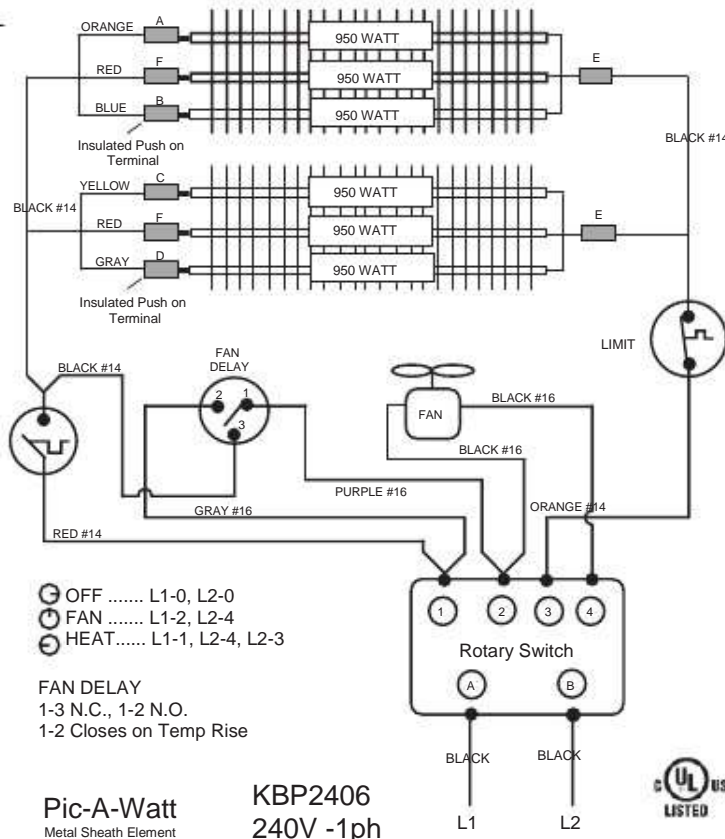 ORANGE
A
950 WATT
RED
F
950 WATT
E
BLUE
B
950 WATT
Insulated Push on
Terminal
BLACK #14
YELLOW
C
950 WATT
BLACK #14
RED
F
950 WATT
E
GRAY
D
950 WATT
Insulated Push on
Terminal
LIMIT
BLACK #14
FAN
DELAY
2
1
3
FAN
BLACK #16
BLACK #16
PURPLE #16
GRAY #16
ORANGE #14
RED #14
OFF ....... L1-0, L2-0
FAN ...... L1-2, L2-4
HEAT...... L1-1, L2-4, L2-3
1
2
3
4
Rotary Switch
A
B
FAN DELAY
1-3 N.C., 1-2 N.O.
1-2 Closes on Temp Rise
BLACK
BLACK
Pic-A-Watt
Metal Sheath Element
KBP2406
240V -1ph
L1
L2
C UL US
LISTED